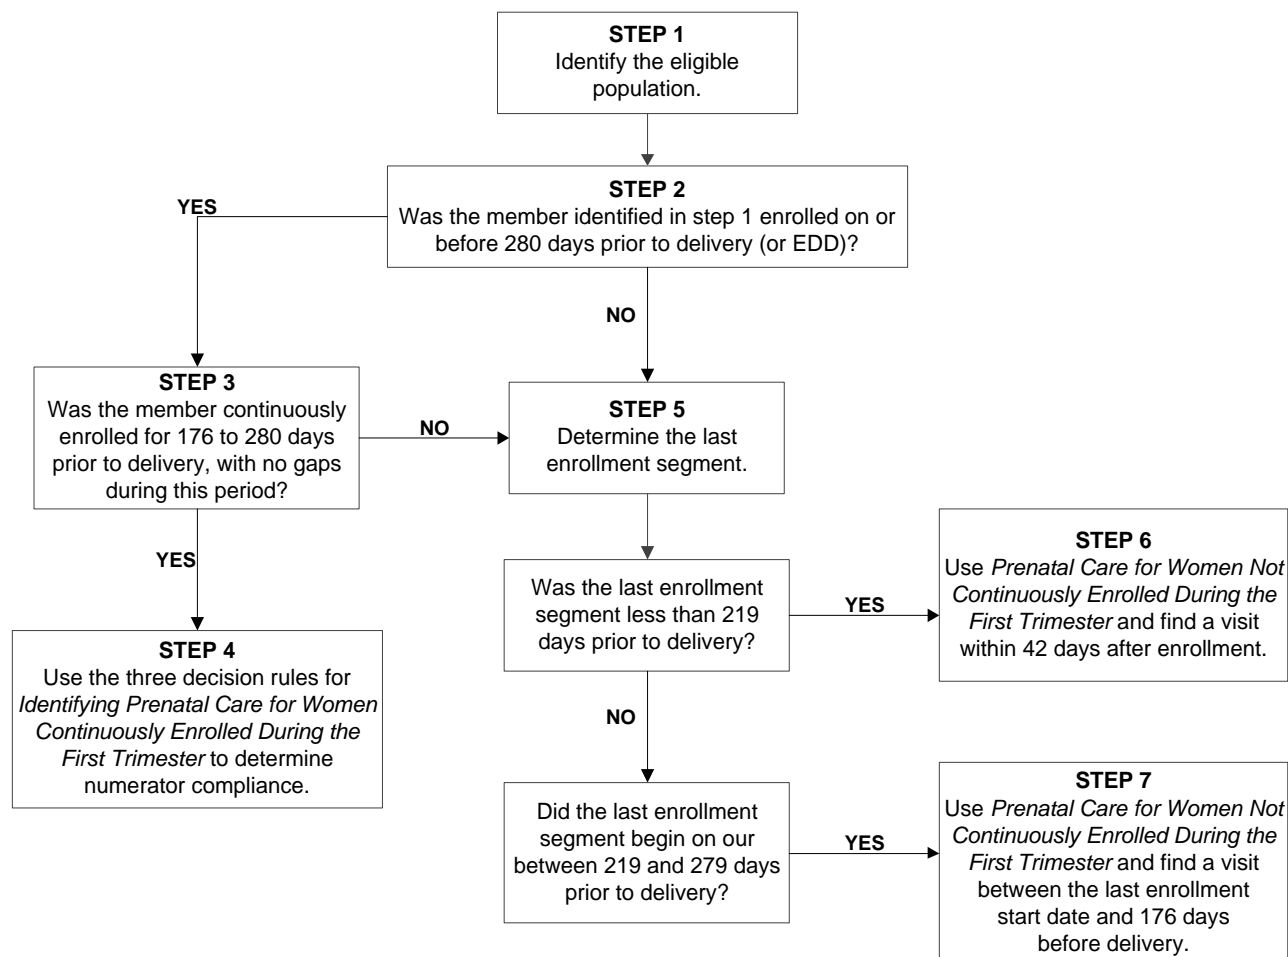 STEP 1
Identify the eligible
population.
STEP 2
Was the member identified in step 1 enrolled on or
before 280 days prior to delivery (or EDD)?
YES
NO
STEP 3
Was the member continuously
enrolled for 176 to 280 days
prior to delivery, with no gaps
during this period?
NO
STEP 5
Determine the last
enrollment segment.
YES
STEP 4
Use the three decision rules for
Identifying Prenatal Care for Women
Continuously Enrolled During the
First Trimester to determine
numerator compliance.
Was the last enrollment
segment less than 219
days prior to delivery?
YES
STEP 6
Use Prenatal Care for Women Not
Continuously Enrolled During the
First Trimester and find a visit
within 42 days after enrollment.
NO
Did the last enrollment
segment begin on our
between 219 and 279 days
prior to delivery?
YES
STEP 7
Use Prenatal Care for Women Not
Continuously Enrolled During the
First Trimester and find a visit
between the last enrollment
start date and 176 days
before delivery.